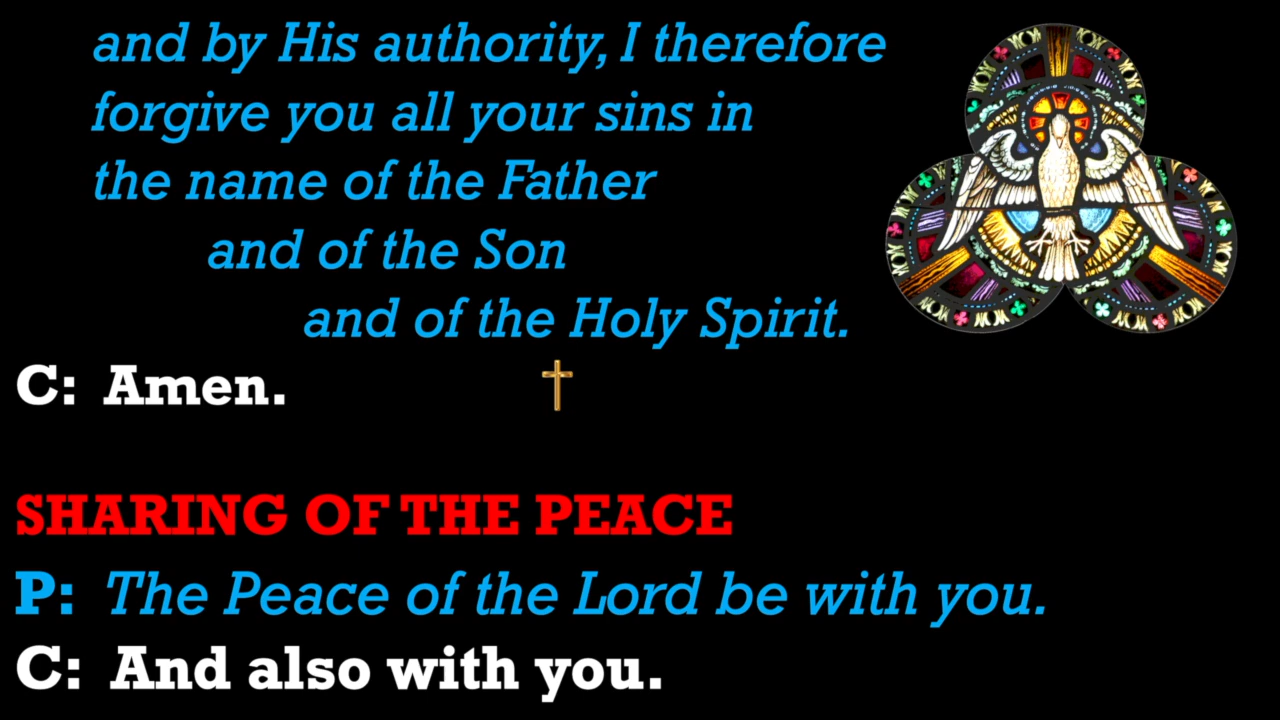 and by His authority, I therefore
forgive you all your sins in
the name of the Father
and of the Son
and of the Holy Spirit.
C: Amen.
SHARING OF THE PEACE
P: The Peace of the Lord be with you.
C: And also with you.